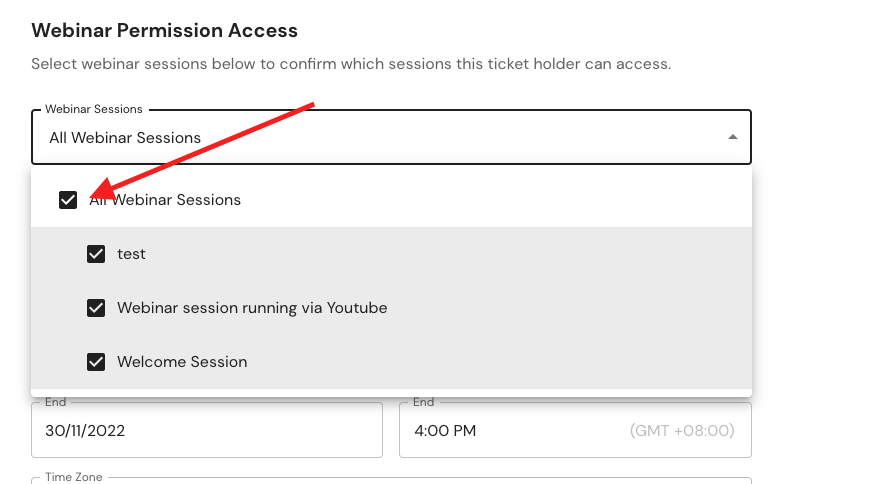 Webinar Permission Access
Select webinar sessions below to confirm which sessions this ticket holder can access.
Webinar Sessions
All Webinar Sessions
All Webinar Sessions
test
Webinar session running via Youtube
Welcome Session
End
30/11/2022
End
4:00 PM (GMT +08:00)
Time Zone